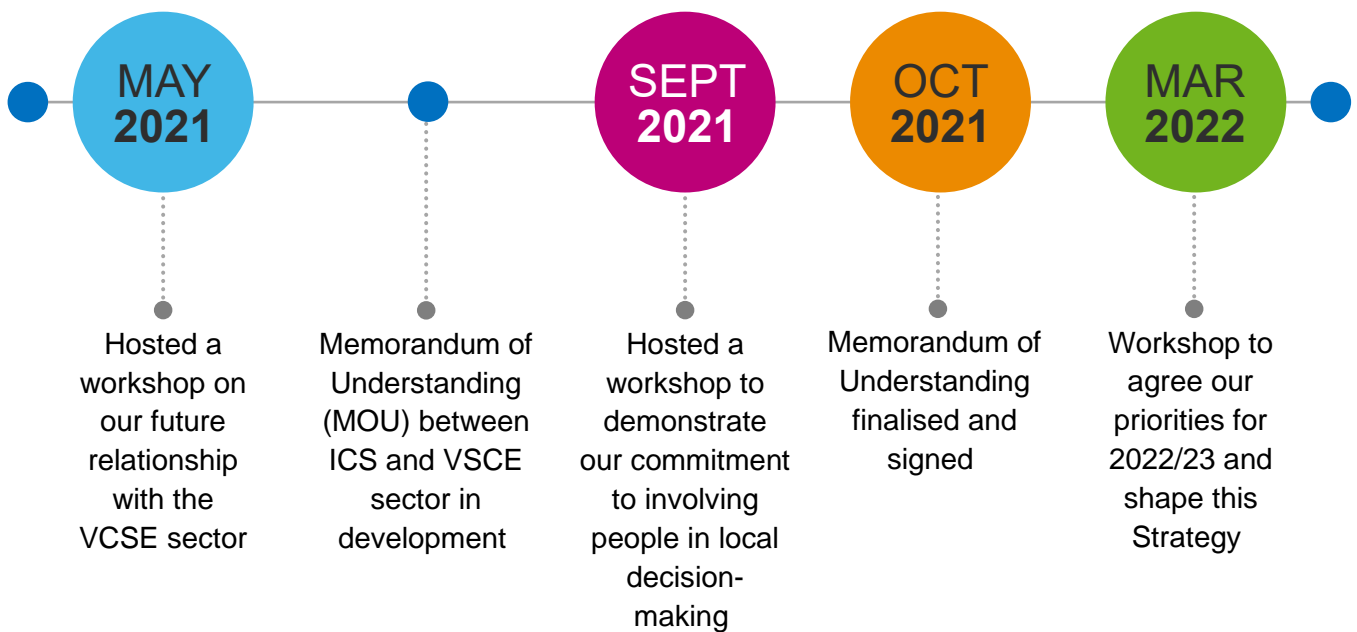 MAY
2021
SEPT
2021
OCT
2021
MAR
2022
Hosted a
workshop on
our future
relationship
with the
VCSE sector
Memorandum of
Understanding
(MOU) between
ICS and VSCE
sector in
development
Hosted a
workshop to
demonstrate
our commitment
to involving
people in local
decision-
making
Memorandum of
Understanding
finalised and
signed
Workshop to
agree our
priorities for
2022/23 and
shape this
Strategy